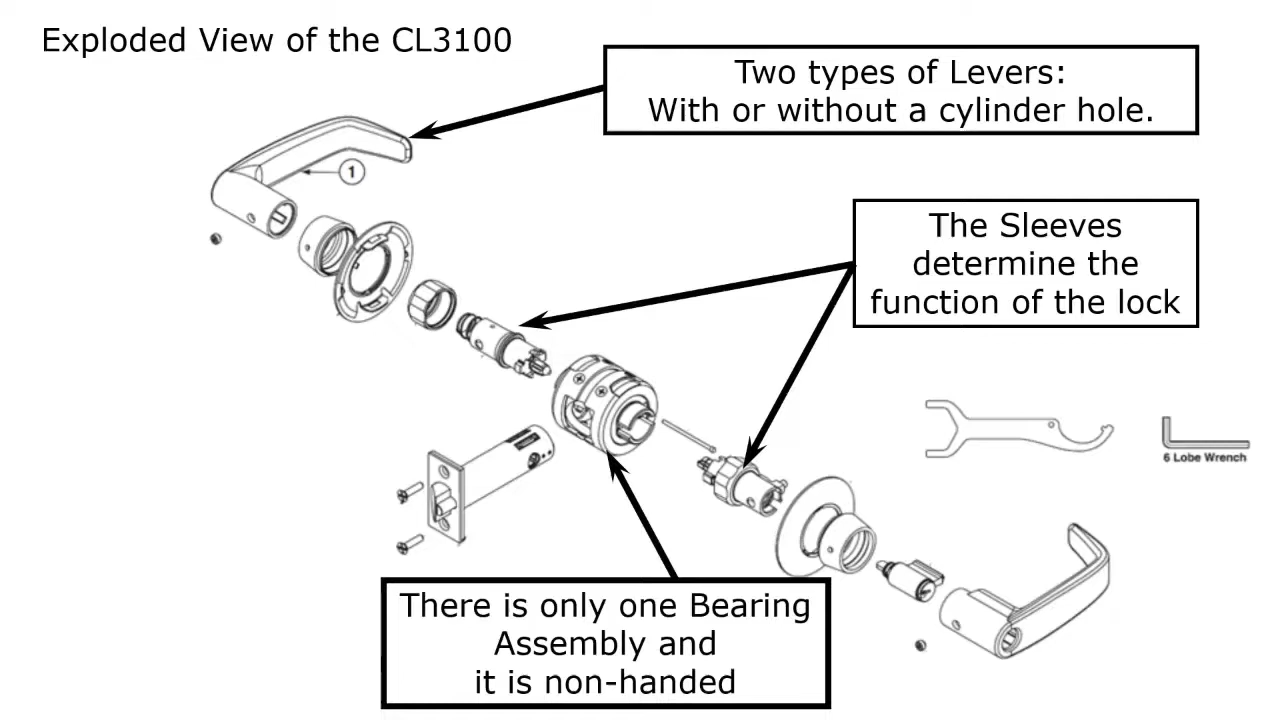 Exploded View of the CL3100
Two types of Levers:
With or without a cylinder hole.
1
The Sleeves
determine the
function of the lock
6 Lobe Wrench
There is only one Bearing
Assembly and
it is non-handed